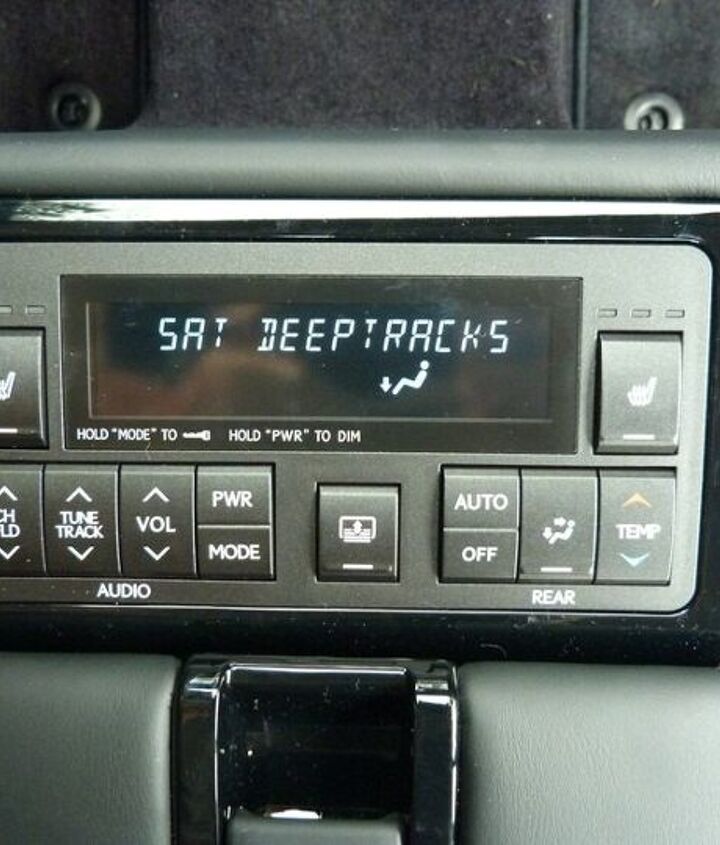 SAT DEEPTRACKS
HOLD "MODE" TO
HOLD "PWR" TO DIM
TUNE
TRACK
VOL
PWR
MODE
AUTO
OFF
TEMP
AUDIO
REAR